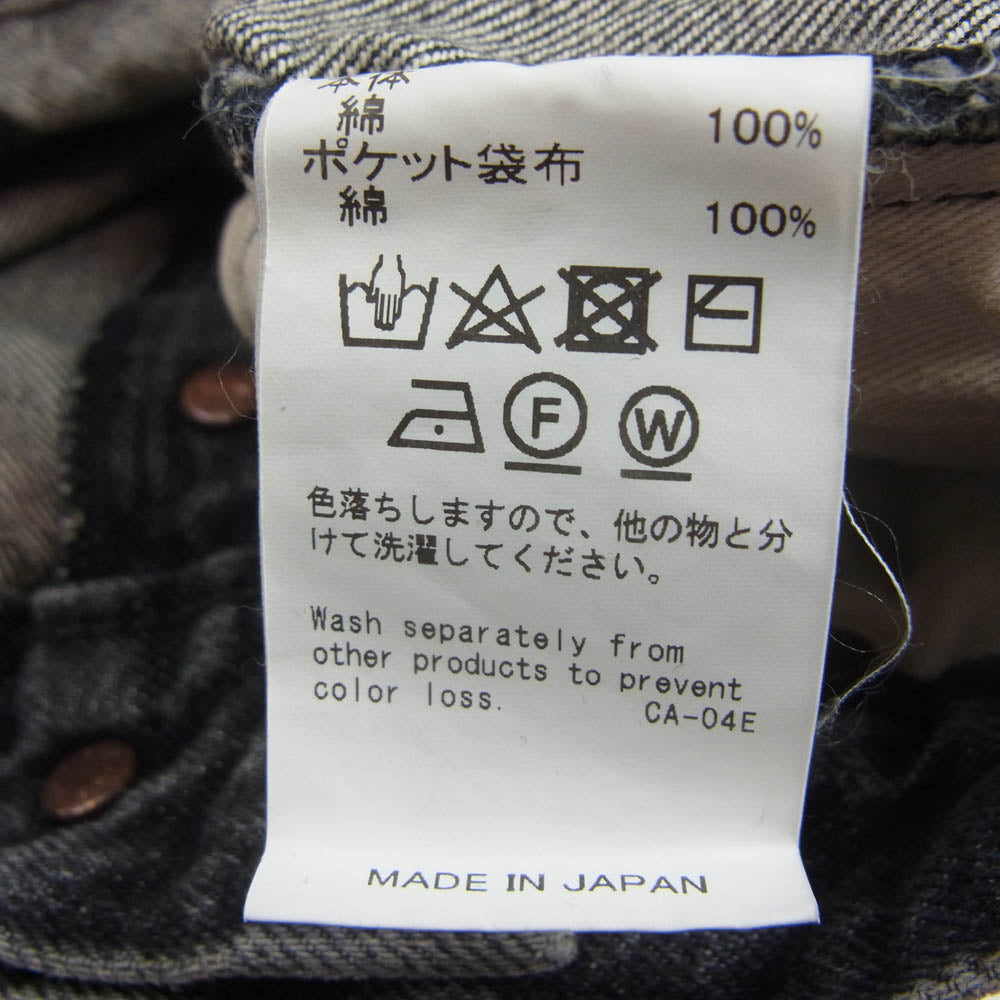 本体
綿 100%
ポケット袋布
綿 100%
F W
色落ちしますので、他の物と分
けて洗濯してください。
Wash separately from
other products to prevent
color loss. CA-04E
MADE IN JAPAN